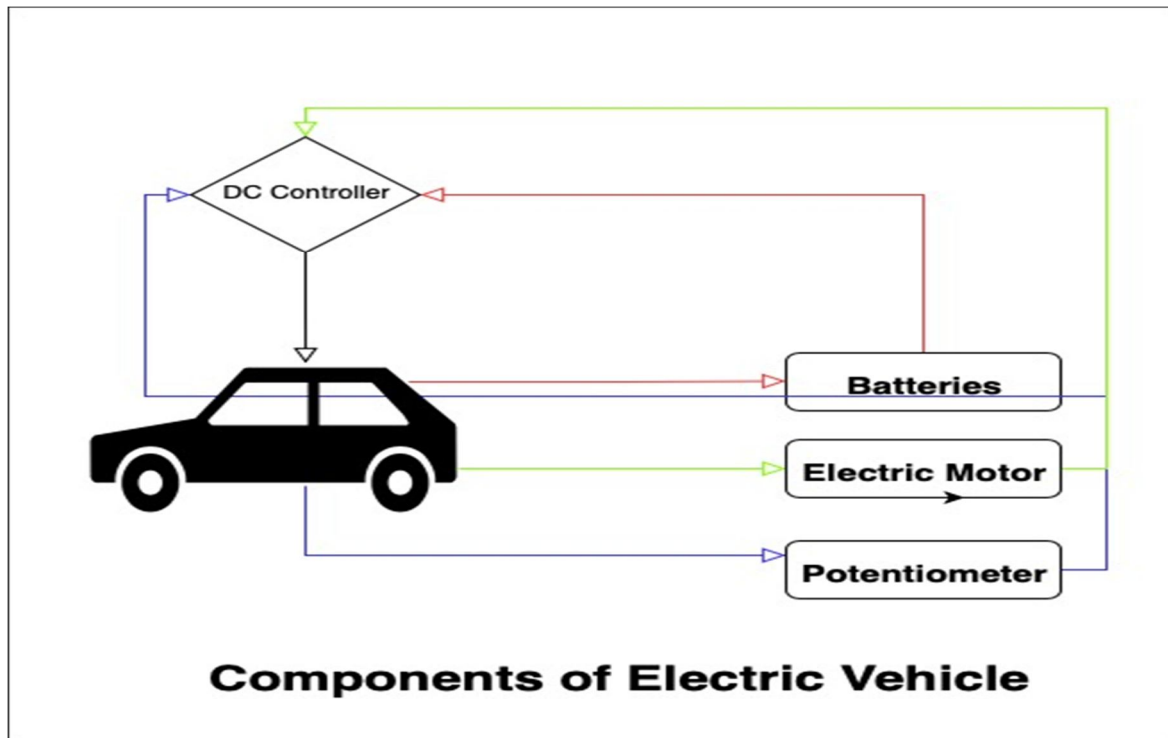 DC Controller
Batteries
Electric Motor
Potentiometer
Components of Electric Vehicle